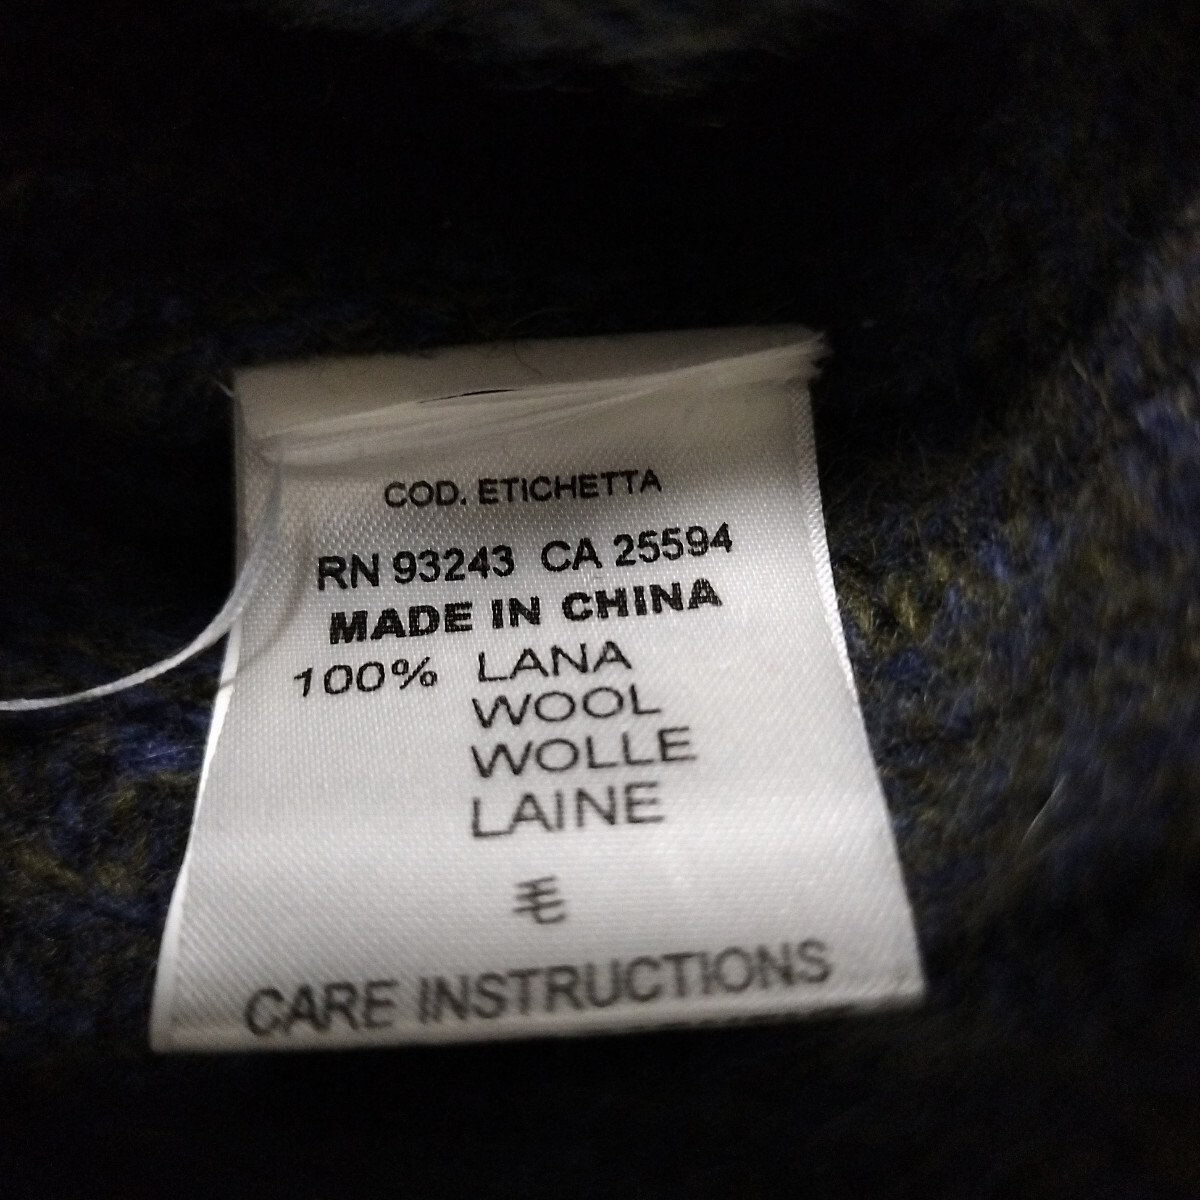 COD. ETICHETTA
RN 93243 CA 25594
MADE IN CHINA
100% LANA
WOOL
WOLLE
LAINE
毛
CARE INSTRUCTIONS